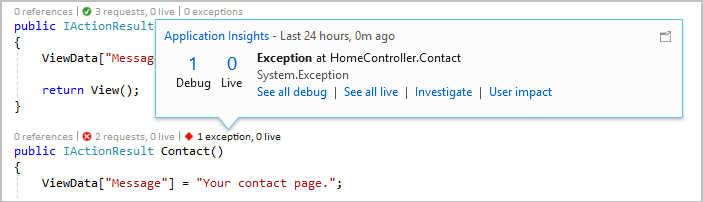 0 references | 3 requests, 0 live | 0 exceptions
public IActionResult
{
ViewData["Message
return View();
}
Application Insights - Last 24 hours, 0m ago
1 Debug
0 Live
Exception at HomeController.Contact
System.Exception
See all debug | See all live | Investigate | User impact
0 references | 2 requests, 0 live | 1 exception, 0 live
public IActionResult Contact()
{
ViewData["Message"] = "Your contact page.";